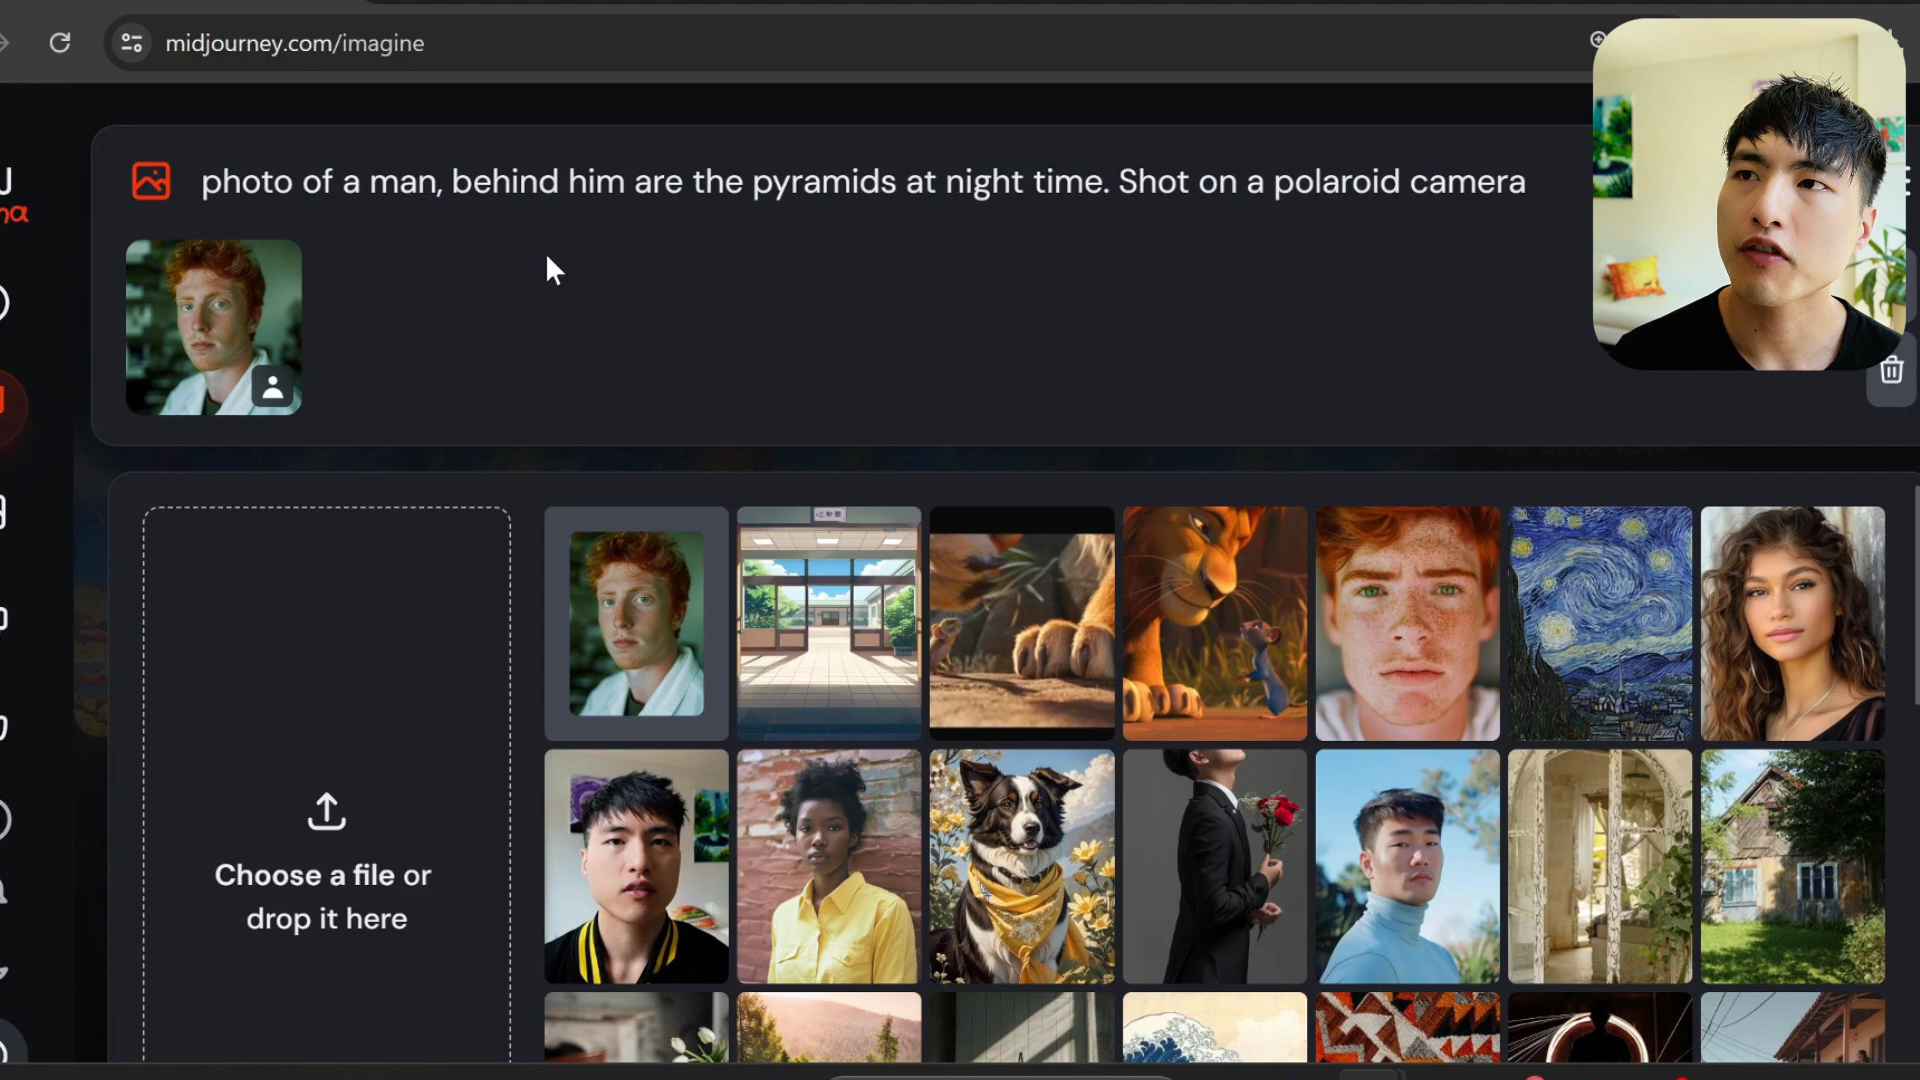 midjourney.com/imagine
photo of a man, behind him are the pyramids at night time. Shot on a polaroid camera
Choose a file or
drop it here